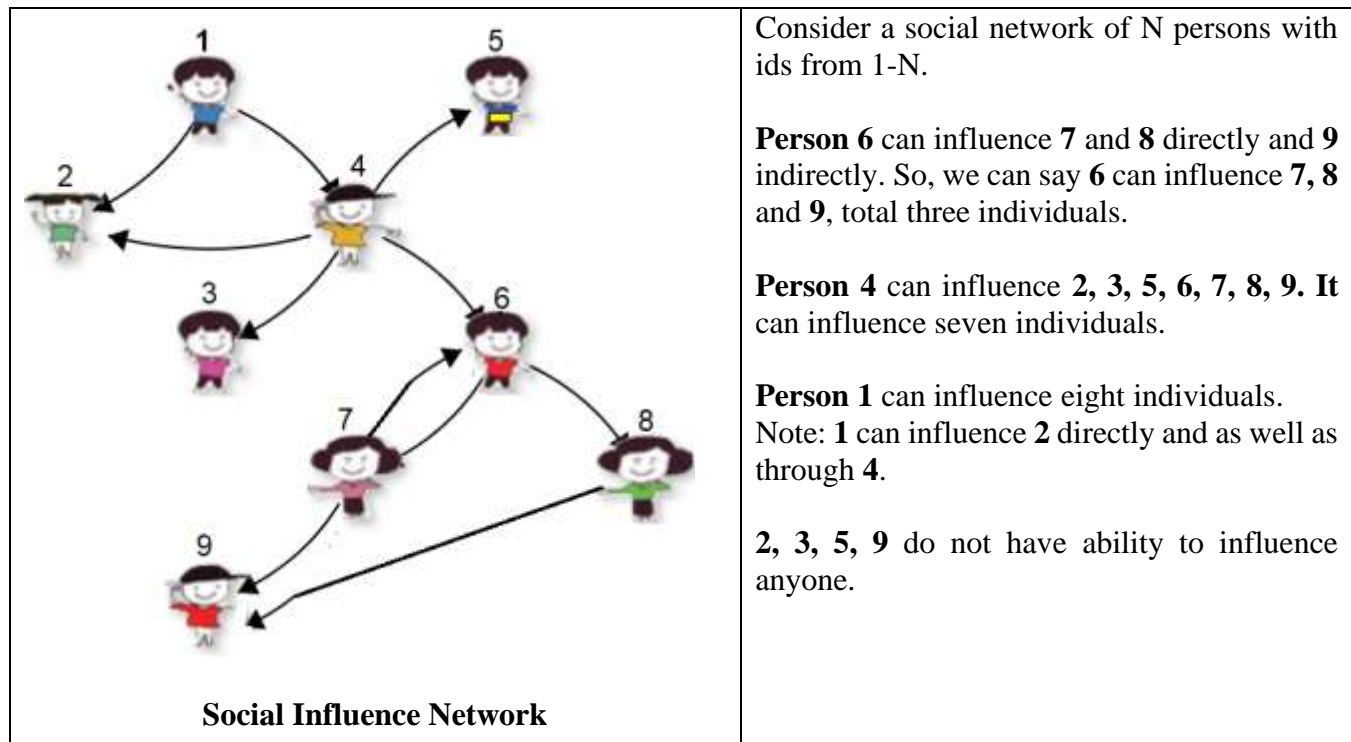 1
5
2
4
3
6
7
8
9
Social Influence Network
Consider a social network of N persons with
ids from 1-N.
Person 6 can influence 7 and 8 directly and 9
indirectly. So, we can say 6 can influence 7, 8
and 9, total three individuals.
Person 4 can influence 2, 3, 5, 6, 7, 8, 9. It
can influence seven individuals.
Person 1 can influence eight individuals.
Note: 1 can influence 2 directly and as well as
through 4.
2, 3, 5, 9 do not have ability to influence
anyone.